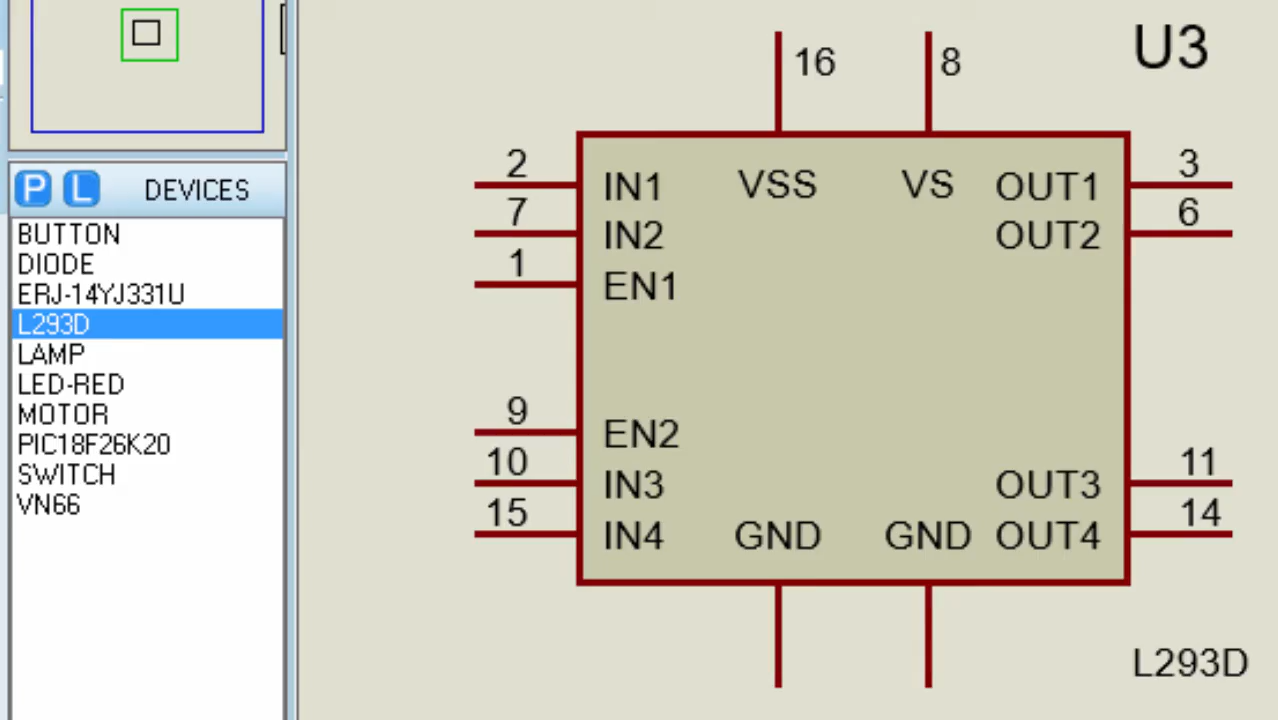 P L DEVICES
BUTTON
DIODE
ERJ-14YJ331U
L293D
LAMP
LED-RED
MOTOR
PIC18F26K20
SWITCH
VN66
U3
16 8
2 IN1 VSS VS OUT1 3
7 IN2 OUT2 6
1 EN1
9 EN2
10 IN3 OUT3 11
15 IN4 GND GND OUT4 14
L293D